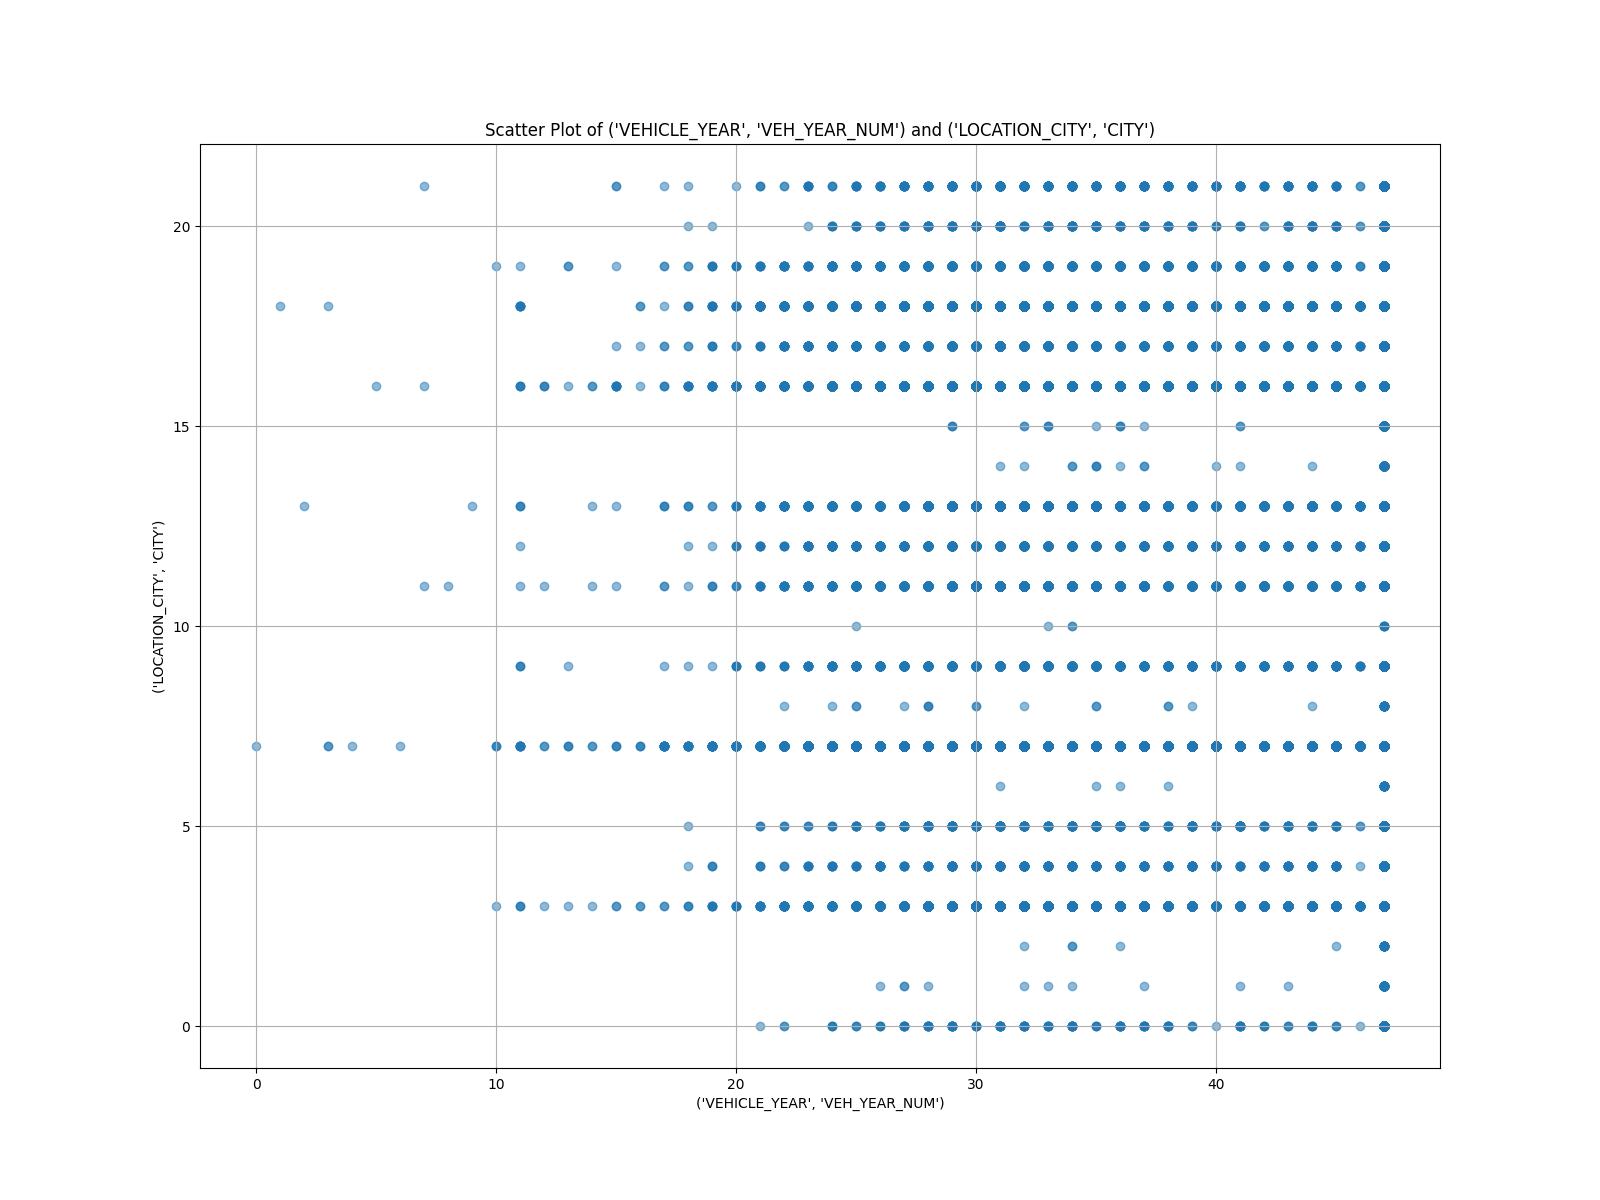 Scatter Plot of ('VEHICLE_YEAR', 'VEH_YEAR_NUM') and ('LOCATION_CITY', 'CITY')
20
15
10
5
0
('LOCATION_CITY', 'CITY')
0 10 20 30 40
('VEHICLE_YEAR', 'VEH_YEAR_NUM')